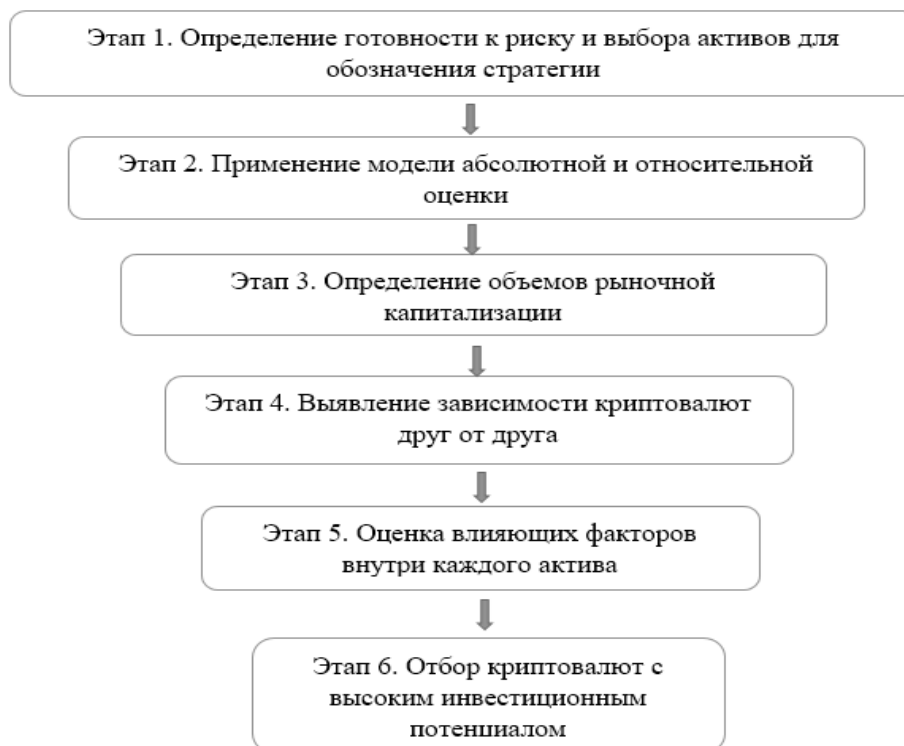 Этап 1. Определение готовности к риску и выбора активов для
обозначения стратегии
Этап 2. Применение модели абсолютной и относительной
оценки
Этап 3. Определение объемов рыночной
капитализации
Этап 4. Выявление зависимости криптовалют
друг от друга
Этап 5. Оценка влияющих факторов
внутри каждого актива
Этап 6. Отбор криптовалют с
высоким инвестиционным
потенциалом